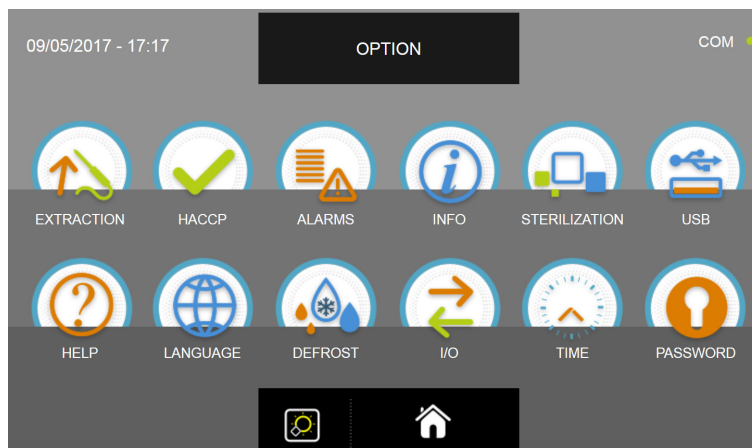 09/05/2017 - 17:17
OPTION
COM
EXTRACTION
HACCP
ALARMS
INFO
STERILIZATION
USB
HELP
LANGUAGE
DEFROST
I/O
TIME
PASSWORD